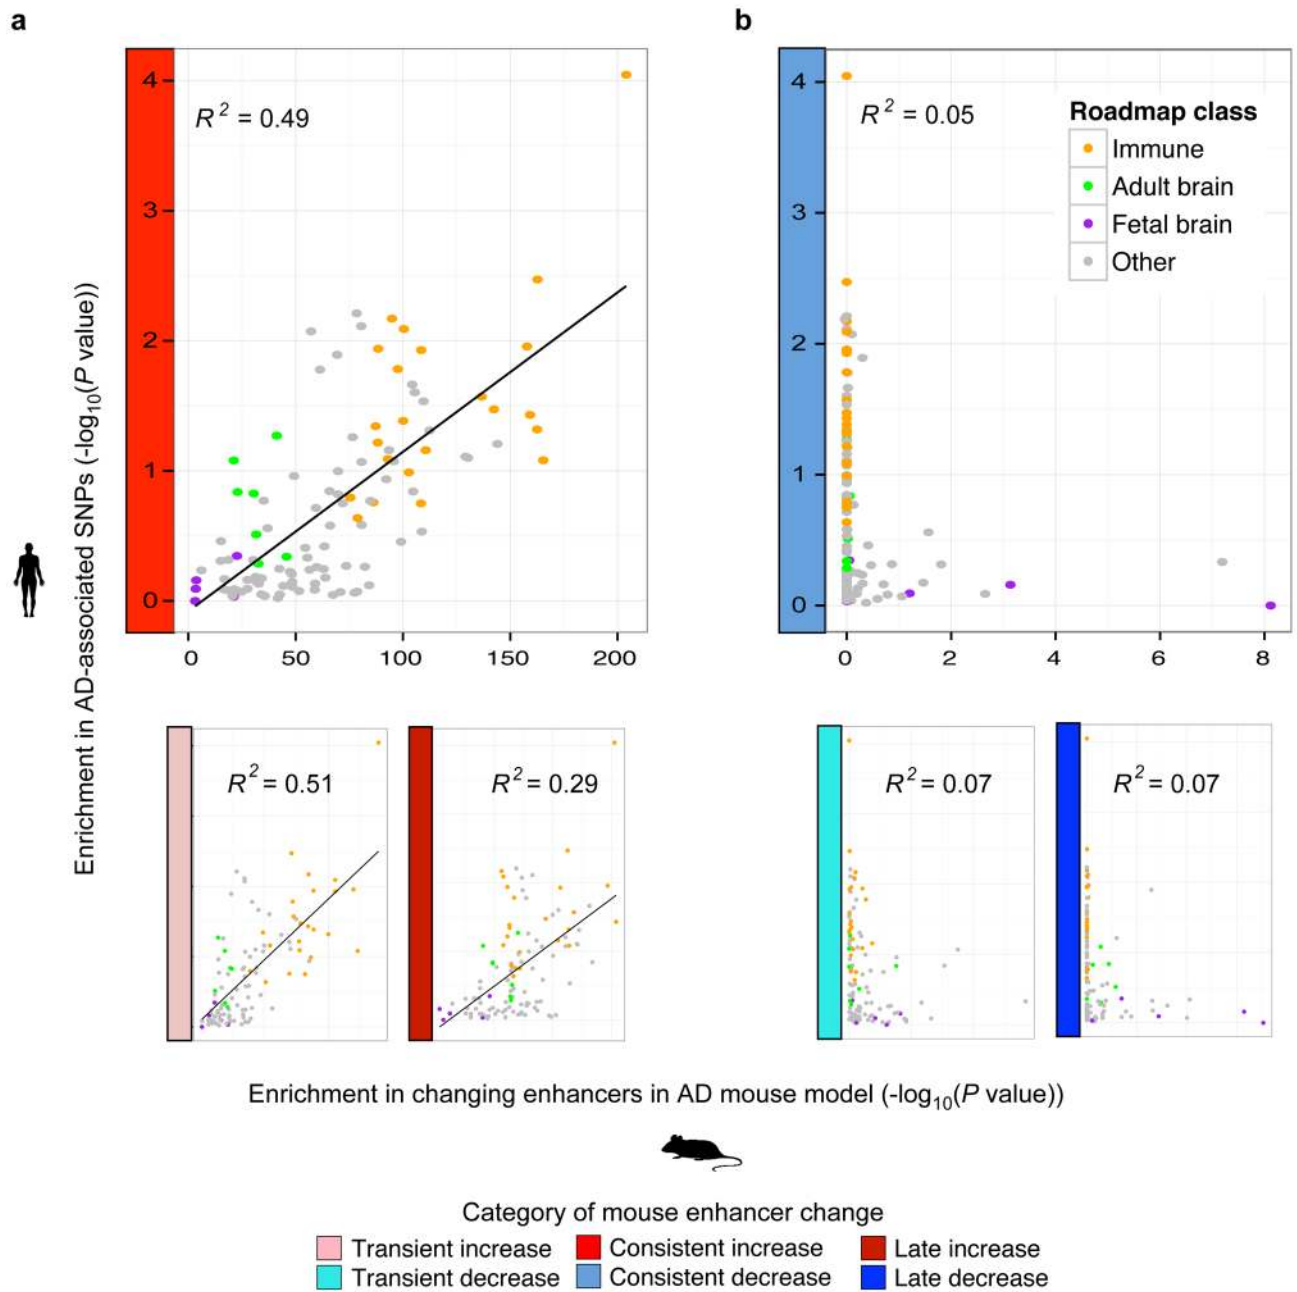 a
b
Enrichment in AD-associated SNPs (-log10(P value))
4
3
2
1
0
R² = 0.49
0 50 100 150 200
4
3
2
1
0
R² = 0.05
Roadmap class
Immune
Adult brain
Fetal brain
Other
0 2 4 6 8
R² = 0.51
R² = 0.29
R² = 0.07
R² = 0.07
Enrichment in changing enhancers in AD mouse model (-log10(P value))
Category of mouse enhancer change
Transient increase Consistent increase Late increase
Transient decrease Consistent decrease Late decrease